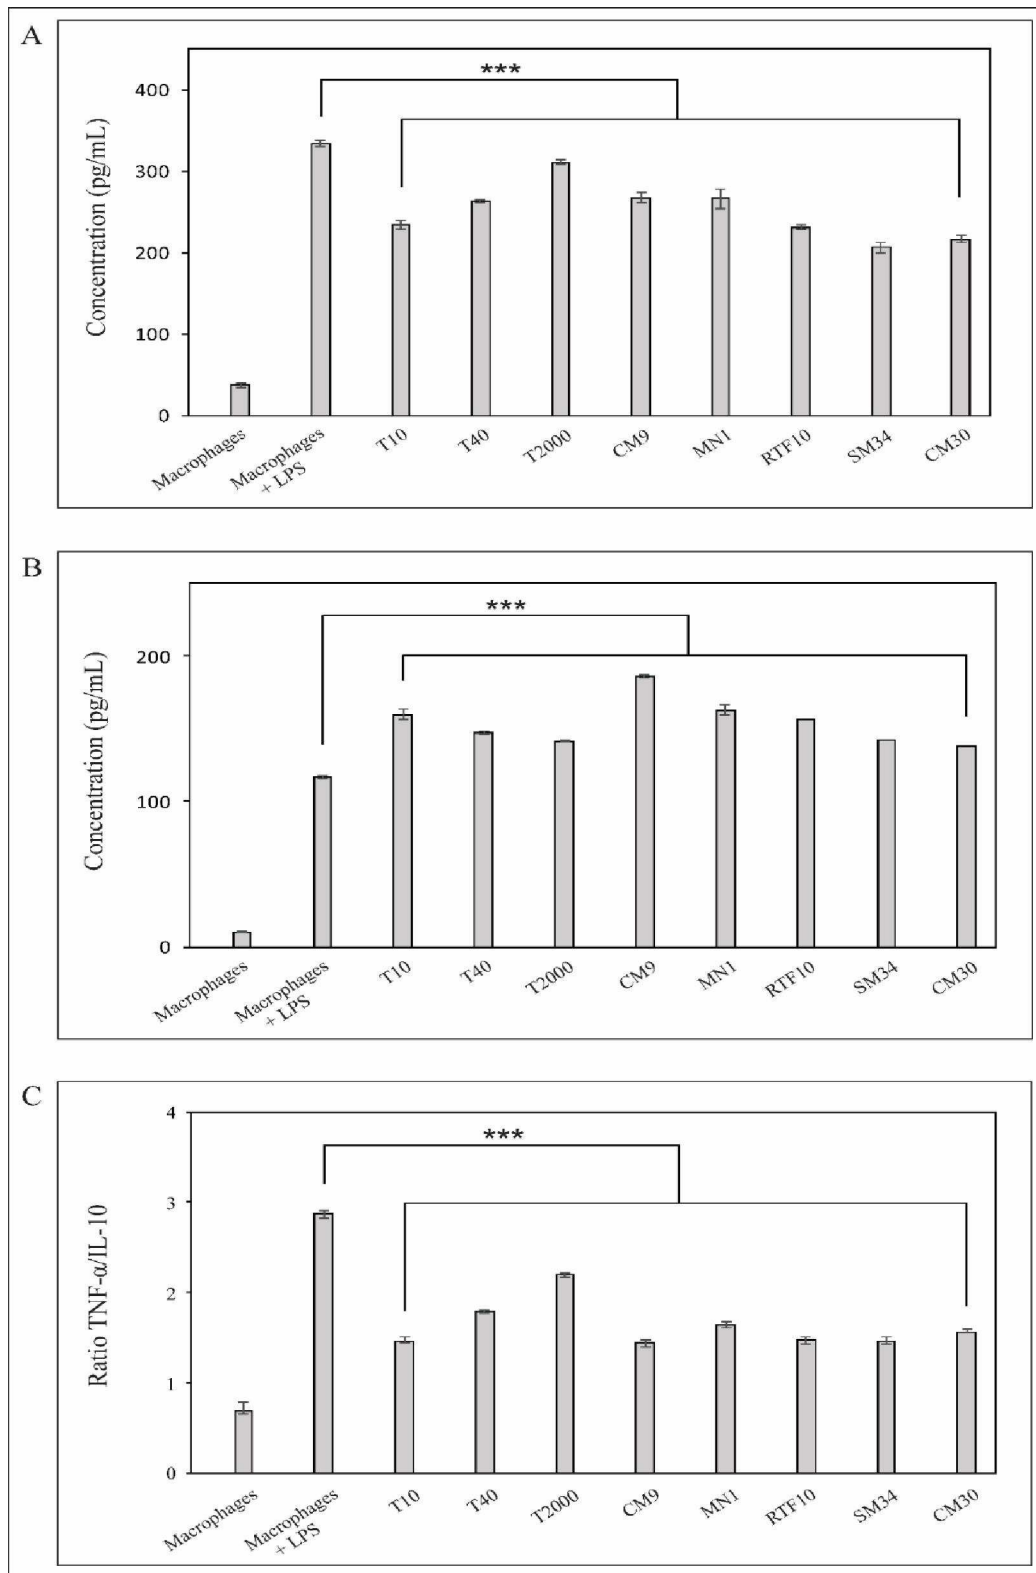 A
***
400
300
200
100
0
Concentration (pg/mL)
Macrophages
Macrophages
+ LPS
T10
T40
T2000
CM9
MN1
RTF10
SM34
CM30
B
***
200
100
0
Concentration (pg/mL)
Macrophages
Macrophages
+ LPS
T10
T40
T2000
CM9
MN1
RTF10
SM34
CM30
C
***
4
3
2
1
0
Ratio TNF-α/IL-10
Macrophages
Macrophages
+ LPS
T10
T40
T2000
CM9
MN1
RTF10
SM34
CM30